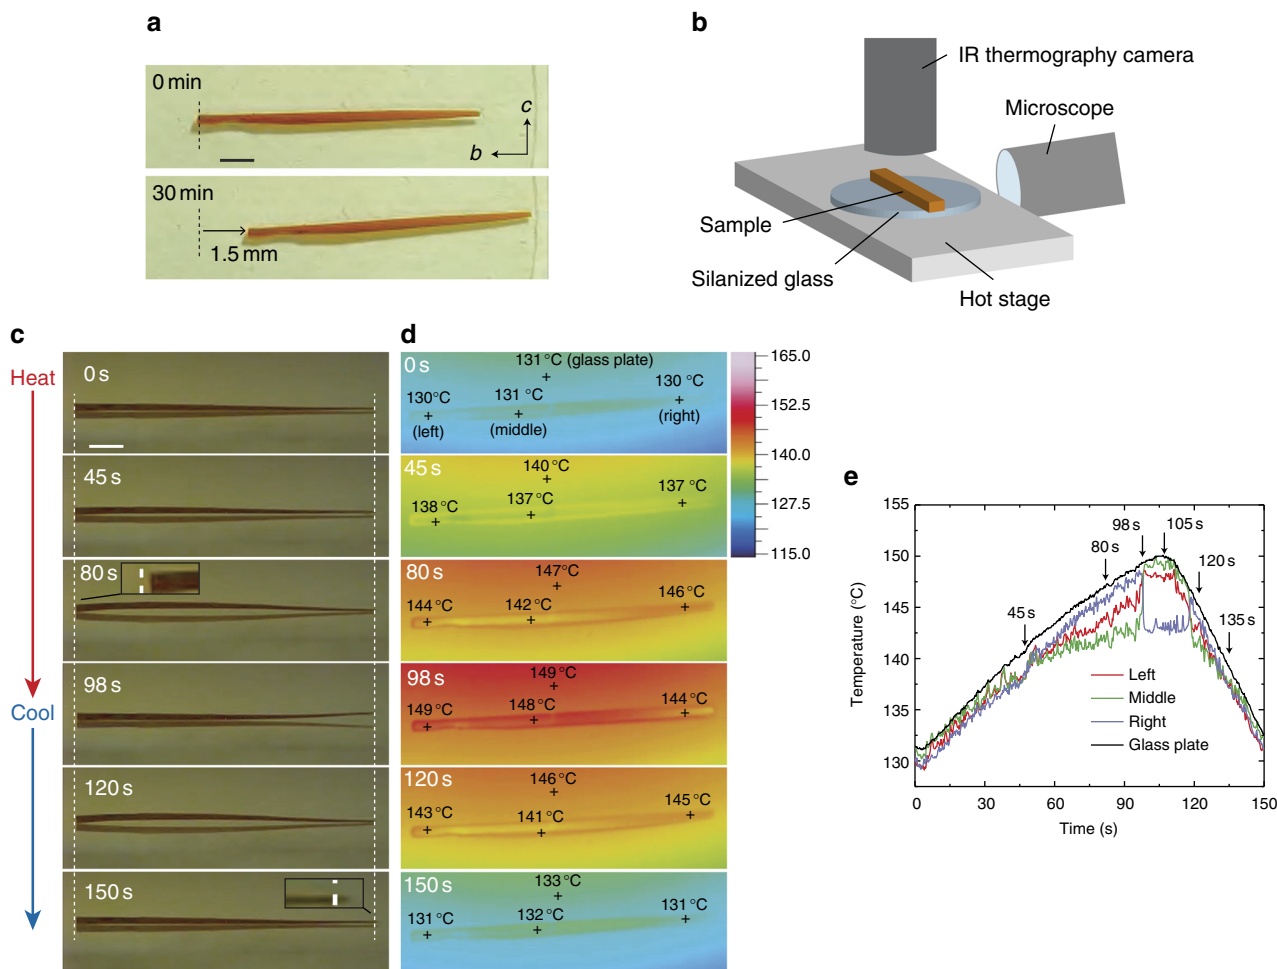 a
0 min
c
b
30 min
1.5 mm
b
IR thermography camera
Microscope
Sample
Silanized glass
Hot stage
c
Heat
Cool
0 s
45 s
80 s
98 s
120 s
150 s
d
0 s
131 °C (glass plate)
130 °C
131 °C
130 °C
(left)
(middle)
(right)
45 s
140 °C
138 °C
137 °C
137 °C
80 s
147 °C
144 °C
142 °C
146 °C
98 s
149 °C
149 °C
148 °C
144 °C
120 s
146 °C
143 °C
141 °C
145 °C
150 s
133 °C
131 °C
132 °C
131 °C
165.0
152.5
140.0
127.5
115.0
e
155
150
145
140
135
130
Temperature (°C)
45 s
80 s
98 s
105 s
120 s
135 s
Left
Middle
Right
Glass plate
0 30 60 90 120 150
Time (s)